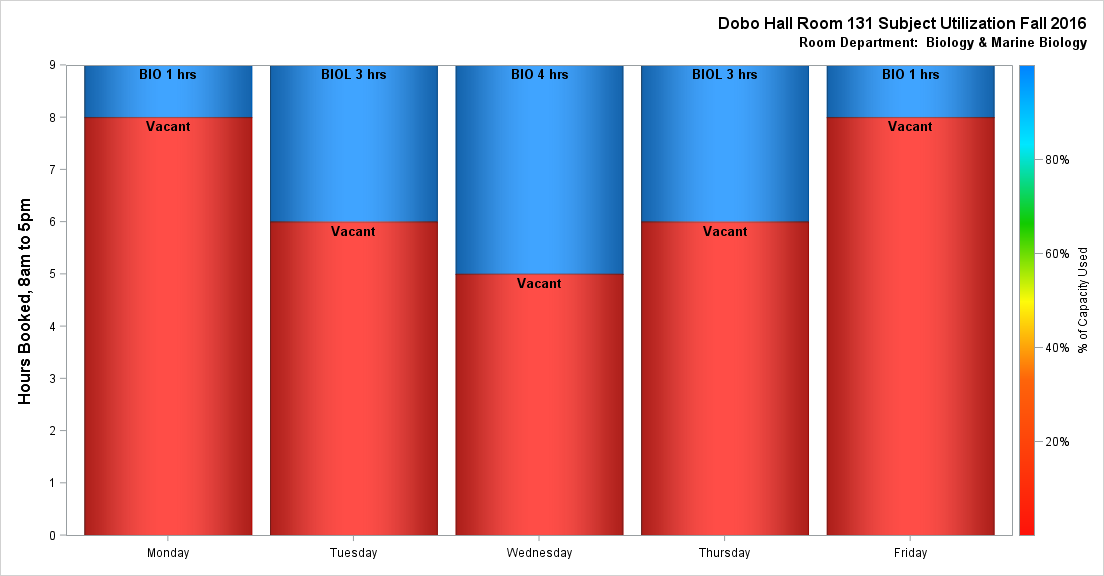 Dobo Hall Room 131 Subject Utilization Fall 2016
Room Department:  Biology & Marine Biology
Hours Booked, 8am to 5pm
9
8
7
6
5
4
3
2
1
0
BIO 1 hrs
Vacant
BIOL 3 hrs
Vacant
BIO 4 hrs
Vacant
BIOL 3 hrs
Vacant
BIO 1 hrs
Vacant
Monday
Tuesday
Wednesday
Thursday
Friday
80%
60%
40%
20%
% of Capacity Used